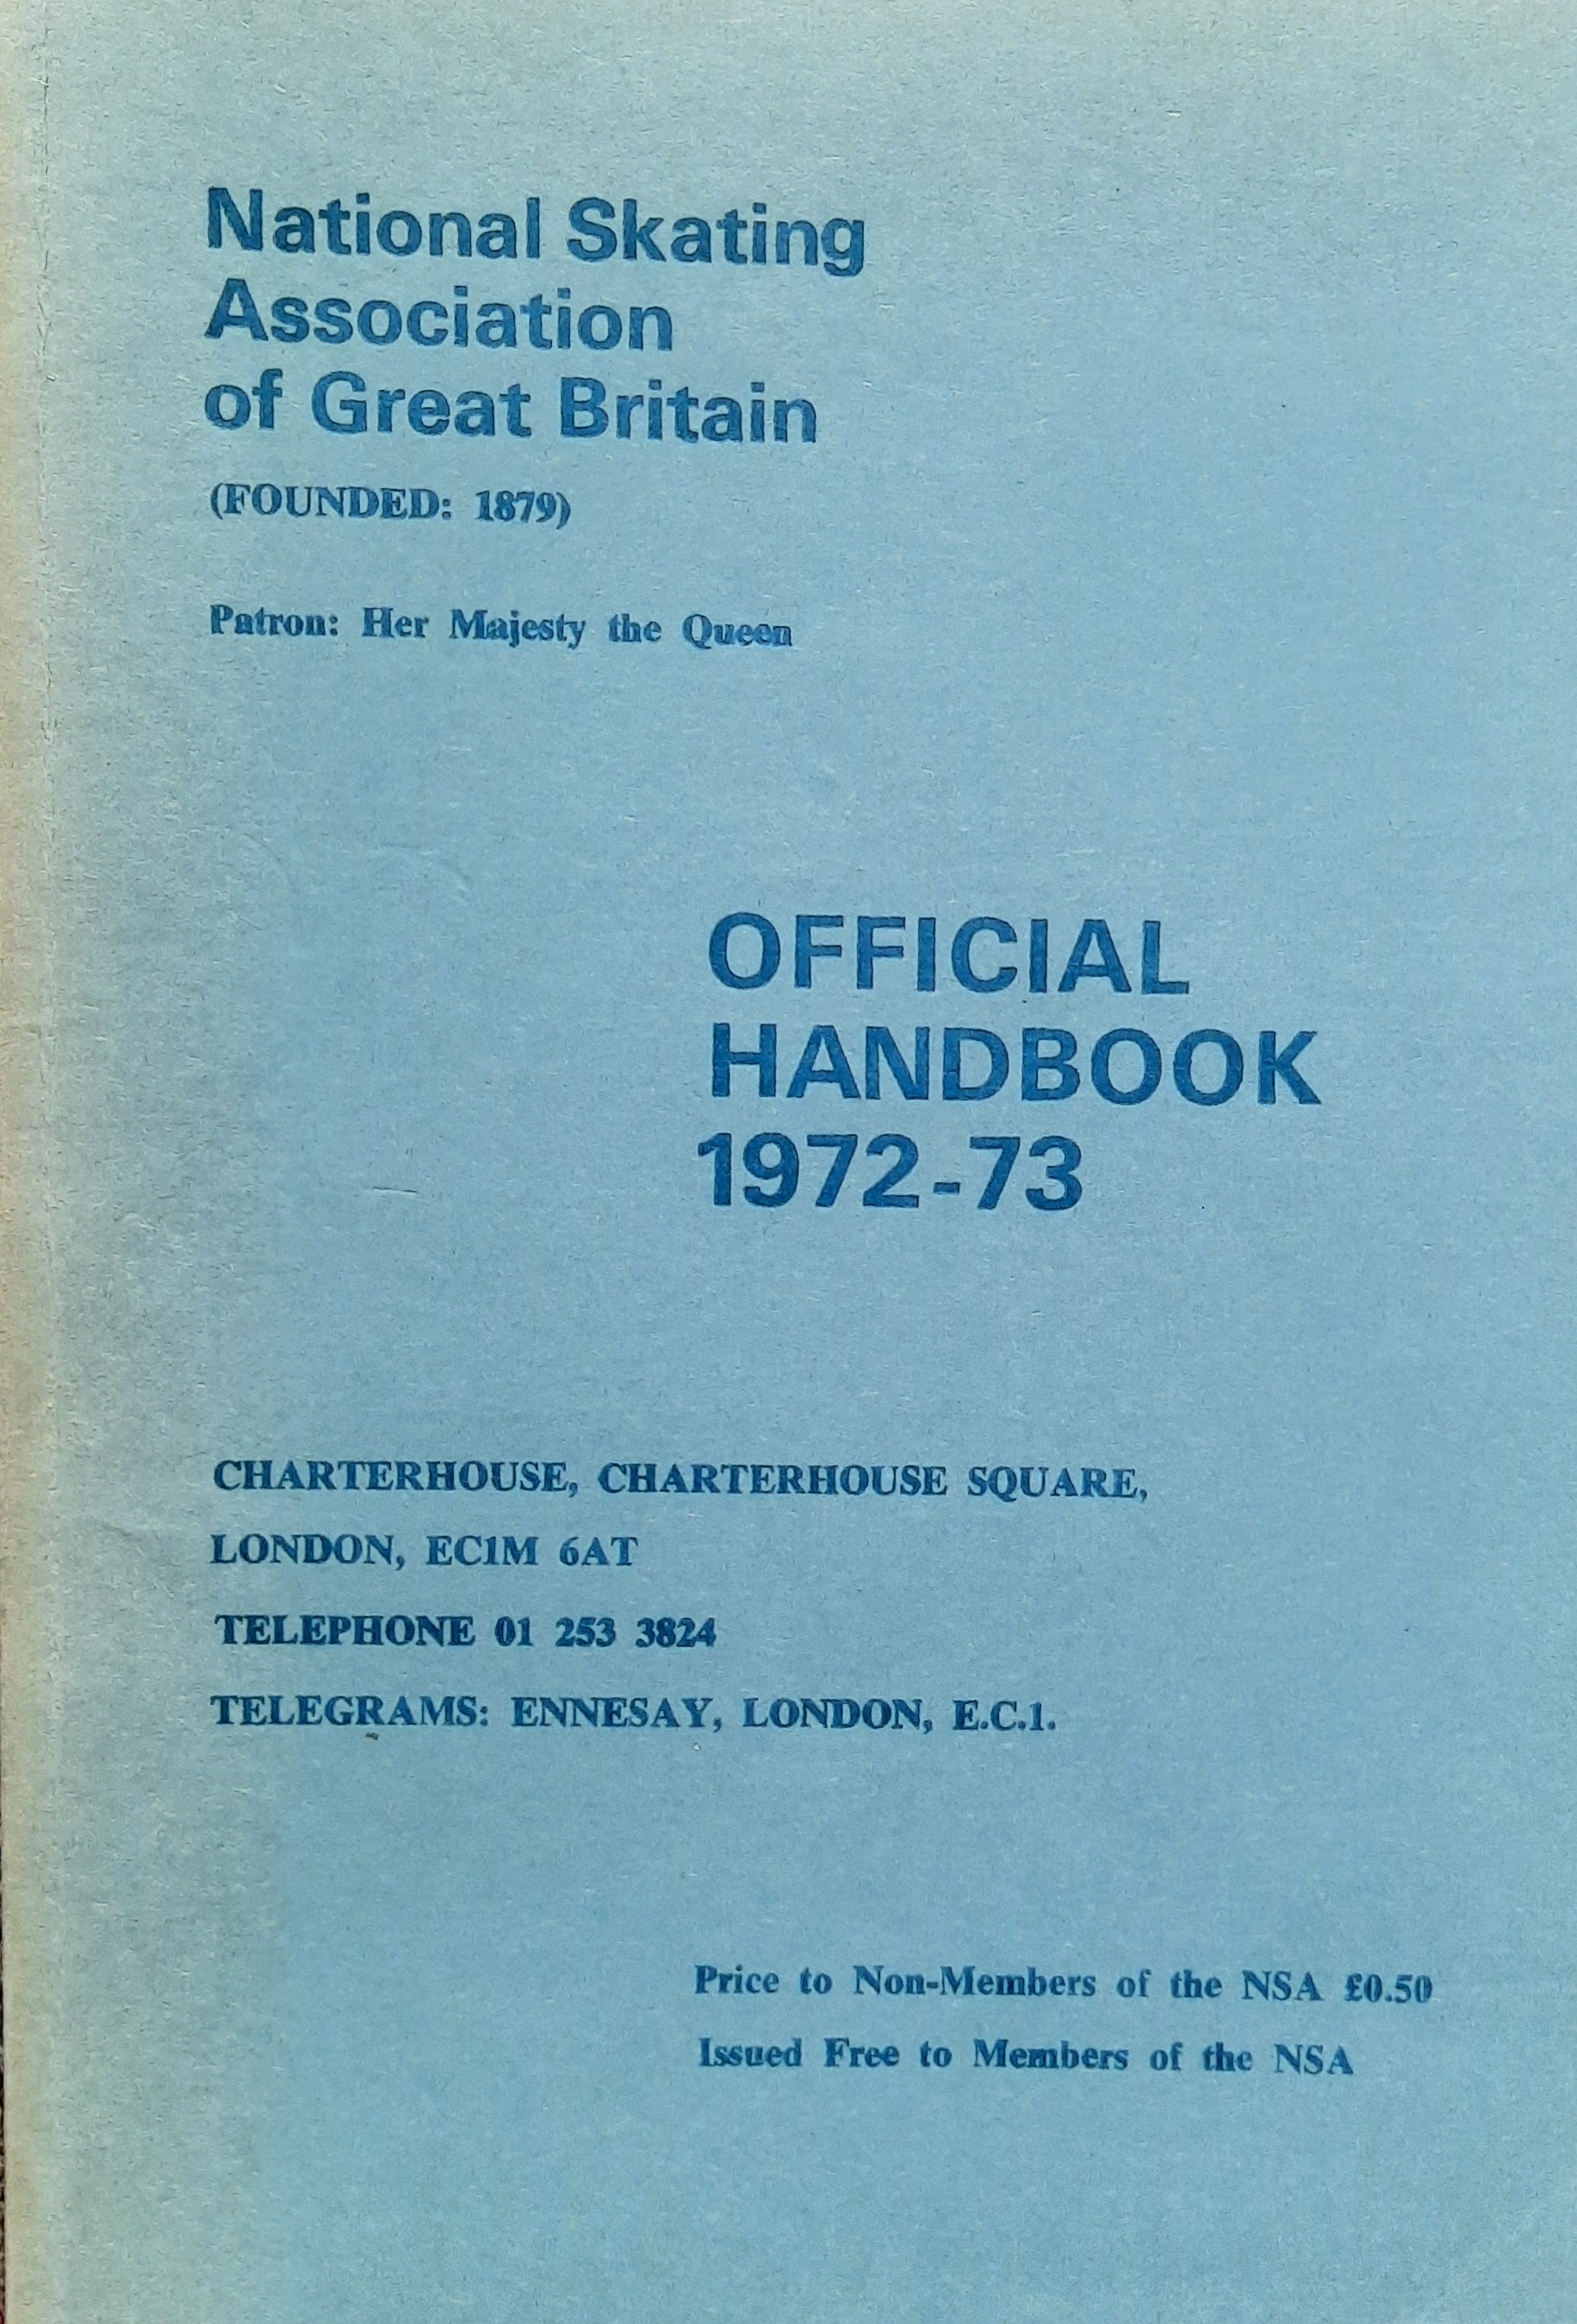 National Skating
Association
of Great Britain
(FOUNDED: 1879)
Patron: Her Majesty the Queen
OFFICIAL
HANDBOOK
1972-73
CHARTERHOUSE, CHARTERHOUSE SQUARE,
LONDON, EC1M 6AT
TELEPHONE 01 253 3824
TELEGRAMS: ENNESAY, LONDON, E.C.1.
Price to Non-Members of the NSA £0.50
Issued Free to Members of the NSA